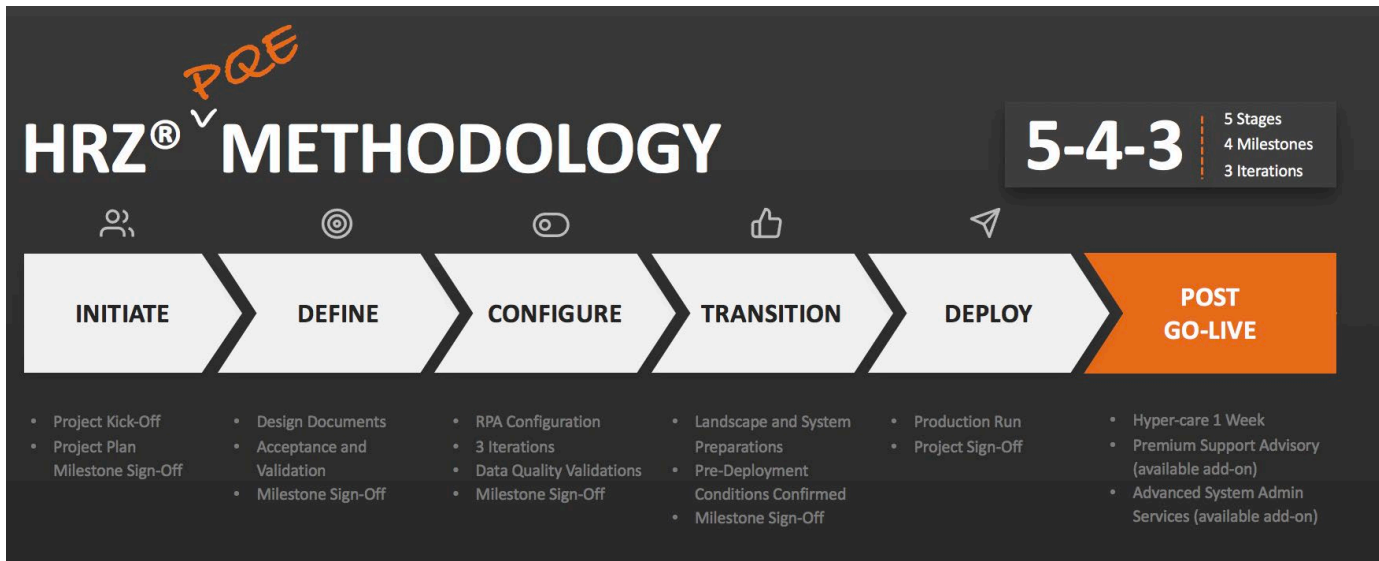 PQE
HRZ® METHODOLOGY
5-4-3
5 Stages
4 Milestones
3 Iterations
INITIATE
DEFINE
CONFIGURE
TRANSITION
DEPLOY
POST
GO-LIVE
• Project Kick-Off
• Project Plan
Milestone Sign-Off
• Design Documents
• Acceptance and
Validation
• Milestone Sign-Off
• RPA Configuration
• 3 Iterations
• Data Quality Validations
• Milestone Sign-Off
• Landscape and System
Preparations
• Pre-Deployment
Conditions Confirmed
• Milestone Sign-Off
• Production Run
• Project Sign-Off
• Hyper-care 1 Week
• Premium Support Advisory
(available add-on)
• Advanced System Admin
Services (available add-on)